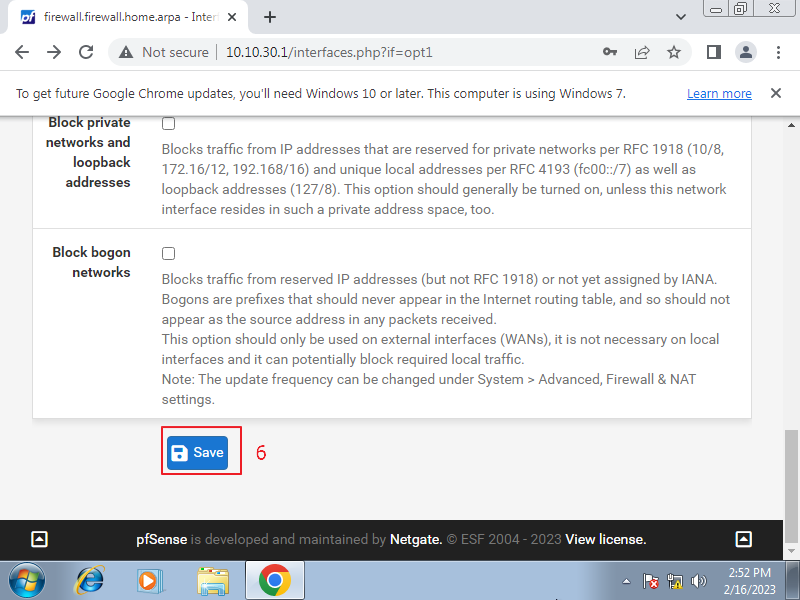 firewall.firewall.home.arpa - Inter
Not secure
10.10.30.1/interfaces.php?if=opt1
To get future Google Chrome updates, you'll need Windows 10 or later. This computer is using Windows 7.
Learn more
Block private
networks and
loopback
addresses
Blocks traffic from IP addresses that are reserved for private networks per RFC 1918 (10/8,
172.16/12, 192.168/16) and unique local addresses per RFC 4193 (fc00::/7) as well as
loopback addresses (127/8). This option should generally be turned on, unless this network
interface resides in such a private address space, too.
Block bogon
networks
Blocks traffic from reserved IP addresses (but not RFC 1918) or not yet assigned by IANA.
Bogons are prefixes that should never appear in the Internet routing table, and so should not
appear as the source address in any packets received.
This option should only be used on external interfaces (WANs), it is not necessary on local
interfaces and it can potentially block required local traffic.
Note: The update frequency can be changed under System > Advanced, Firewall & NAT
settings.
Save
6
pfSense is developed and maintained by Netgate. © ESF 2004 - 2023 View license.
2:52 PM
2/16/2023